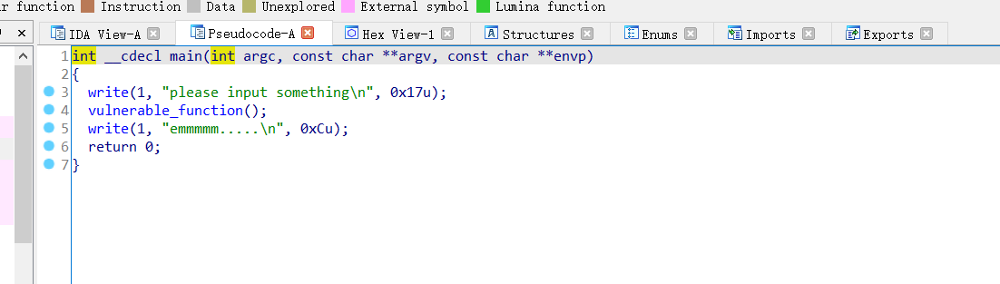 ar function Instruction Data Unexplored External symbol Lumina function
IDA View-A Pseudocode-A Hex View-1 Structures Enums Imports Exports
1 int __cdecl main(int argc, const char **argv, const char **envp)
2 {
3 write(1, "please input something\n", 0x17u);
4 vulnerable_function();
5 write(1, "emmmmm.....\n", 0xCu);
6 return 0;
7 }